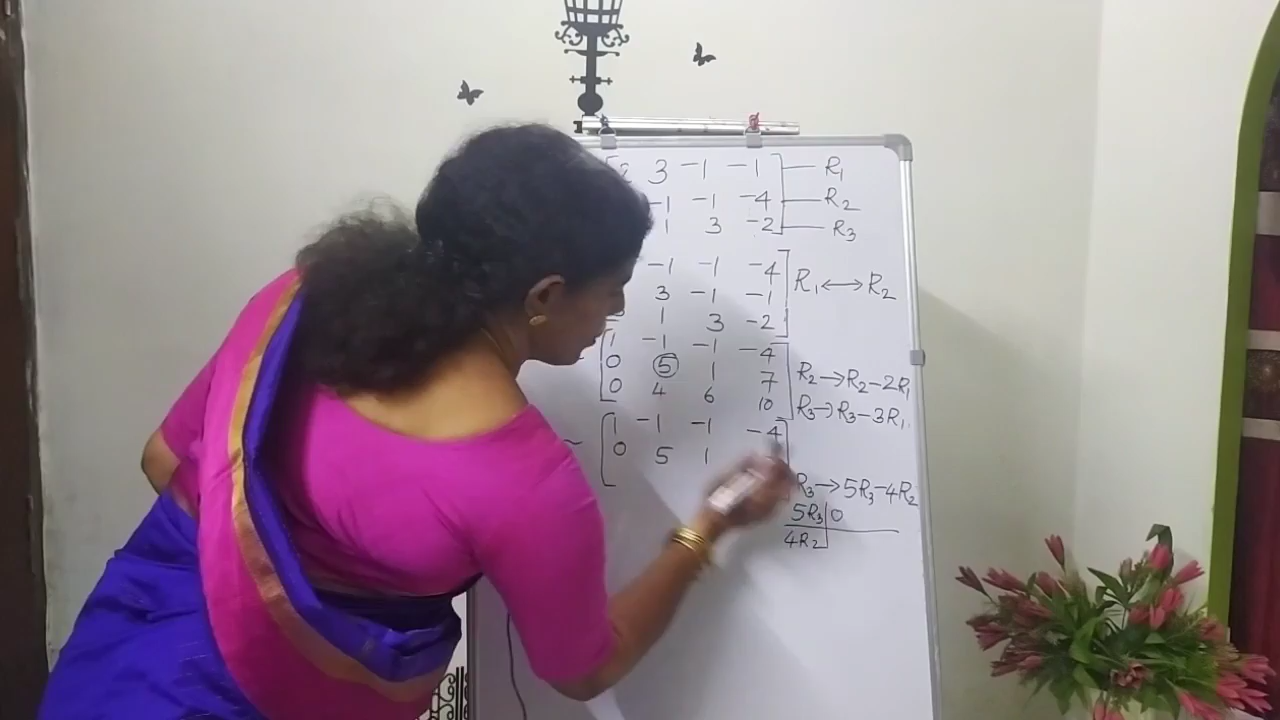 2 3 -1 -1 — R1
-1 -1 -4 — R2
1 3 -2 — R3
-1 -1 -4
3 -1 -1 R1 ↔ R2
1 3 -2
1 -1 -1 -4
0 5 1 7 R2 → R2-2R1
0 4 6 10 R3 → R3-3R1.
~ 1 -1 -1 -4
0 5 1
R3 → 5R3-4R2
5R3 0
4R2